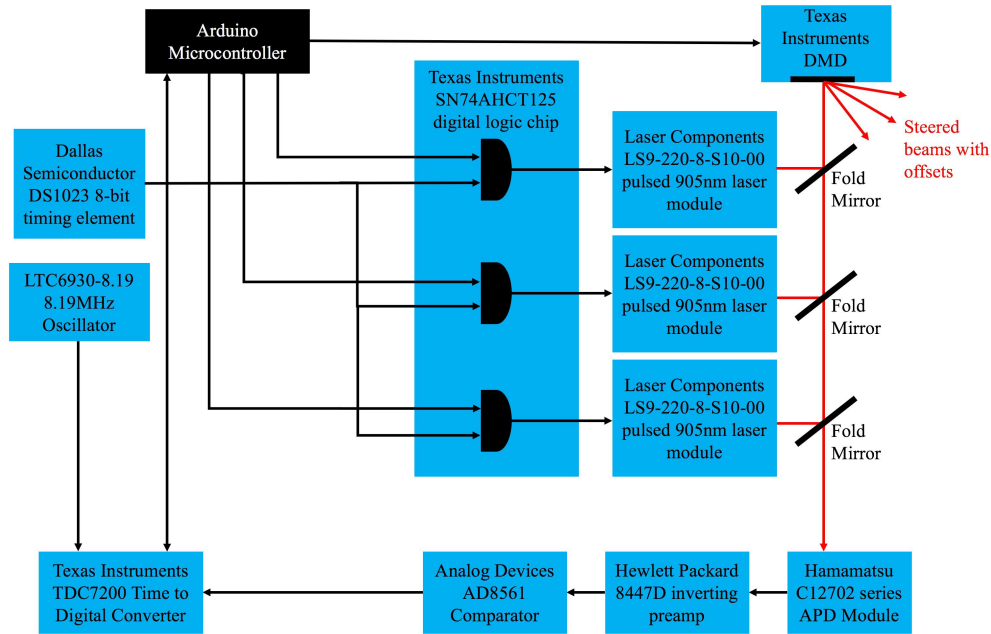 Arduino
Microcontroller
Texas
Instruments
DMD
Texas Instruments
SN74AHCT125
digital logic chip
Steered
beams with
offsets
Dallas
Semiconductor
DS1023 8-bit
timing element
Laser Components
LS9-220-8-S10-00
pulsed 905nm laser
module
Fold
Mirror
LTC6930-8.19
8.19MHz
Oscillator
Laser Components
LS9-220-8-S10-00
pulsed 905nm laser
module
Fold
Mirror
Laser Components
LS9-220-8-S10-00
pulsed 905nm laser
module
Fold
Mirror
Texas Instruments
TDC7200 Time to
Digital Converter
Analog Devices
AD8561
Comparator
Hewlett Packard
8447D inverting
preamp
Hamamatsu
C12702 series
APD Module